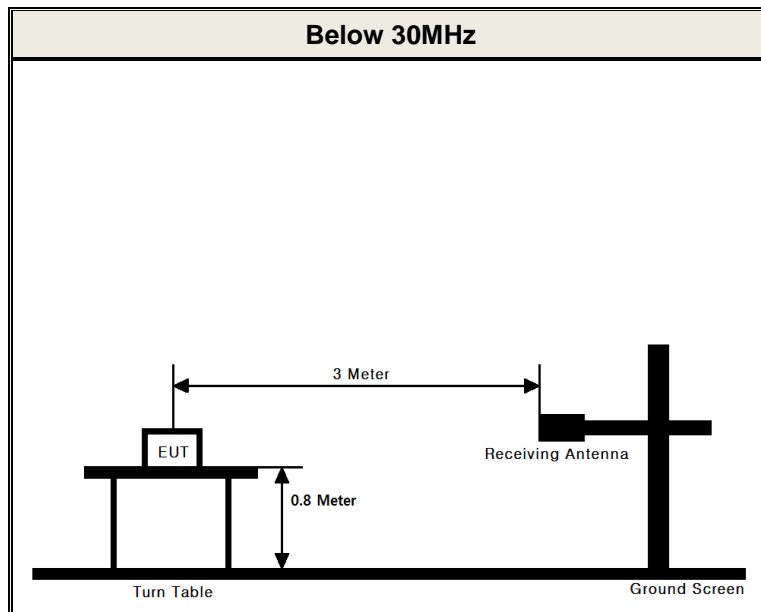 Below 30MHz
3 Meter
EUT
Receiving Antenna
0.8 Meter
Turn Table
Ground Screen